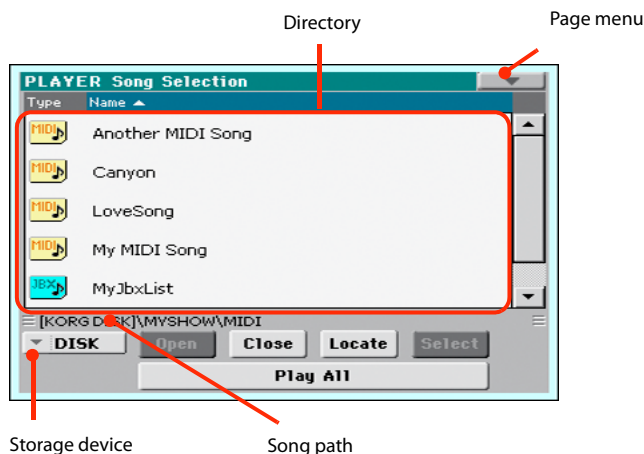 Directory
Page menu
PLAYER Song Selection
Type Name
MIDI Another MIDI Song
MIDI Canyon
MIDI LoveSong
MIDI My MIDI Song
JBX MyJbxList
[KORG DISK]\MYSHOW\MIDI
DISK Open Close Locate Select
Play All
Storage device
Song path